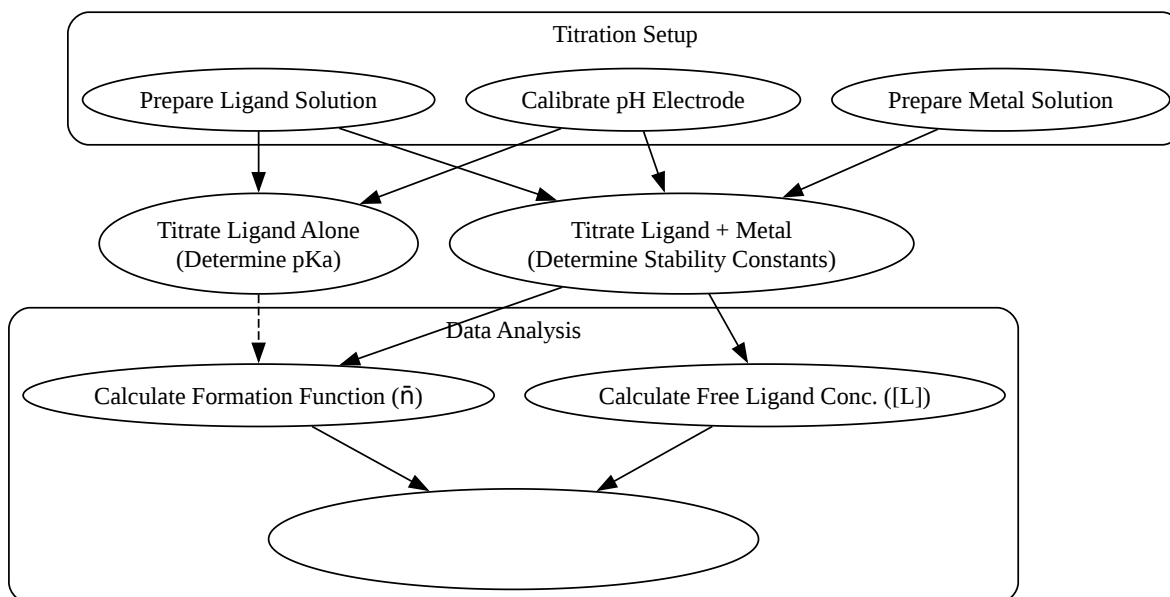 Titration Setup
Prepare Ligand Solution
Calibrate pH Electrode
Prepare Metal Solution
Titrate Ligand Alone
(Determine pKa)
Titrate Ligand + Metal
(Determine Stability Constants)
Data Analysis
Calculate Formation Function (n̄)
Calculate Free Ligand Conc. ([L])